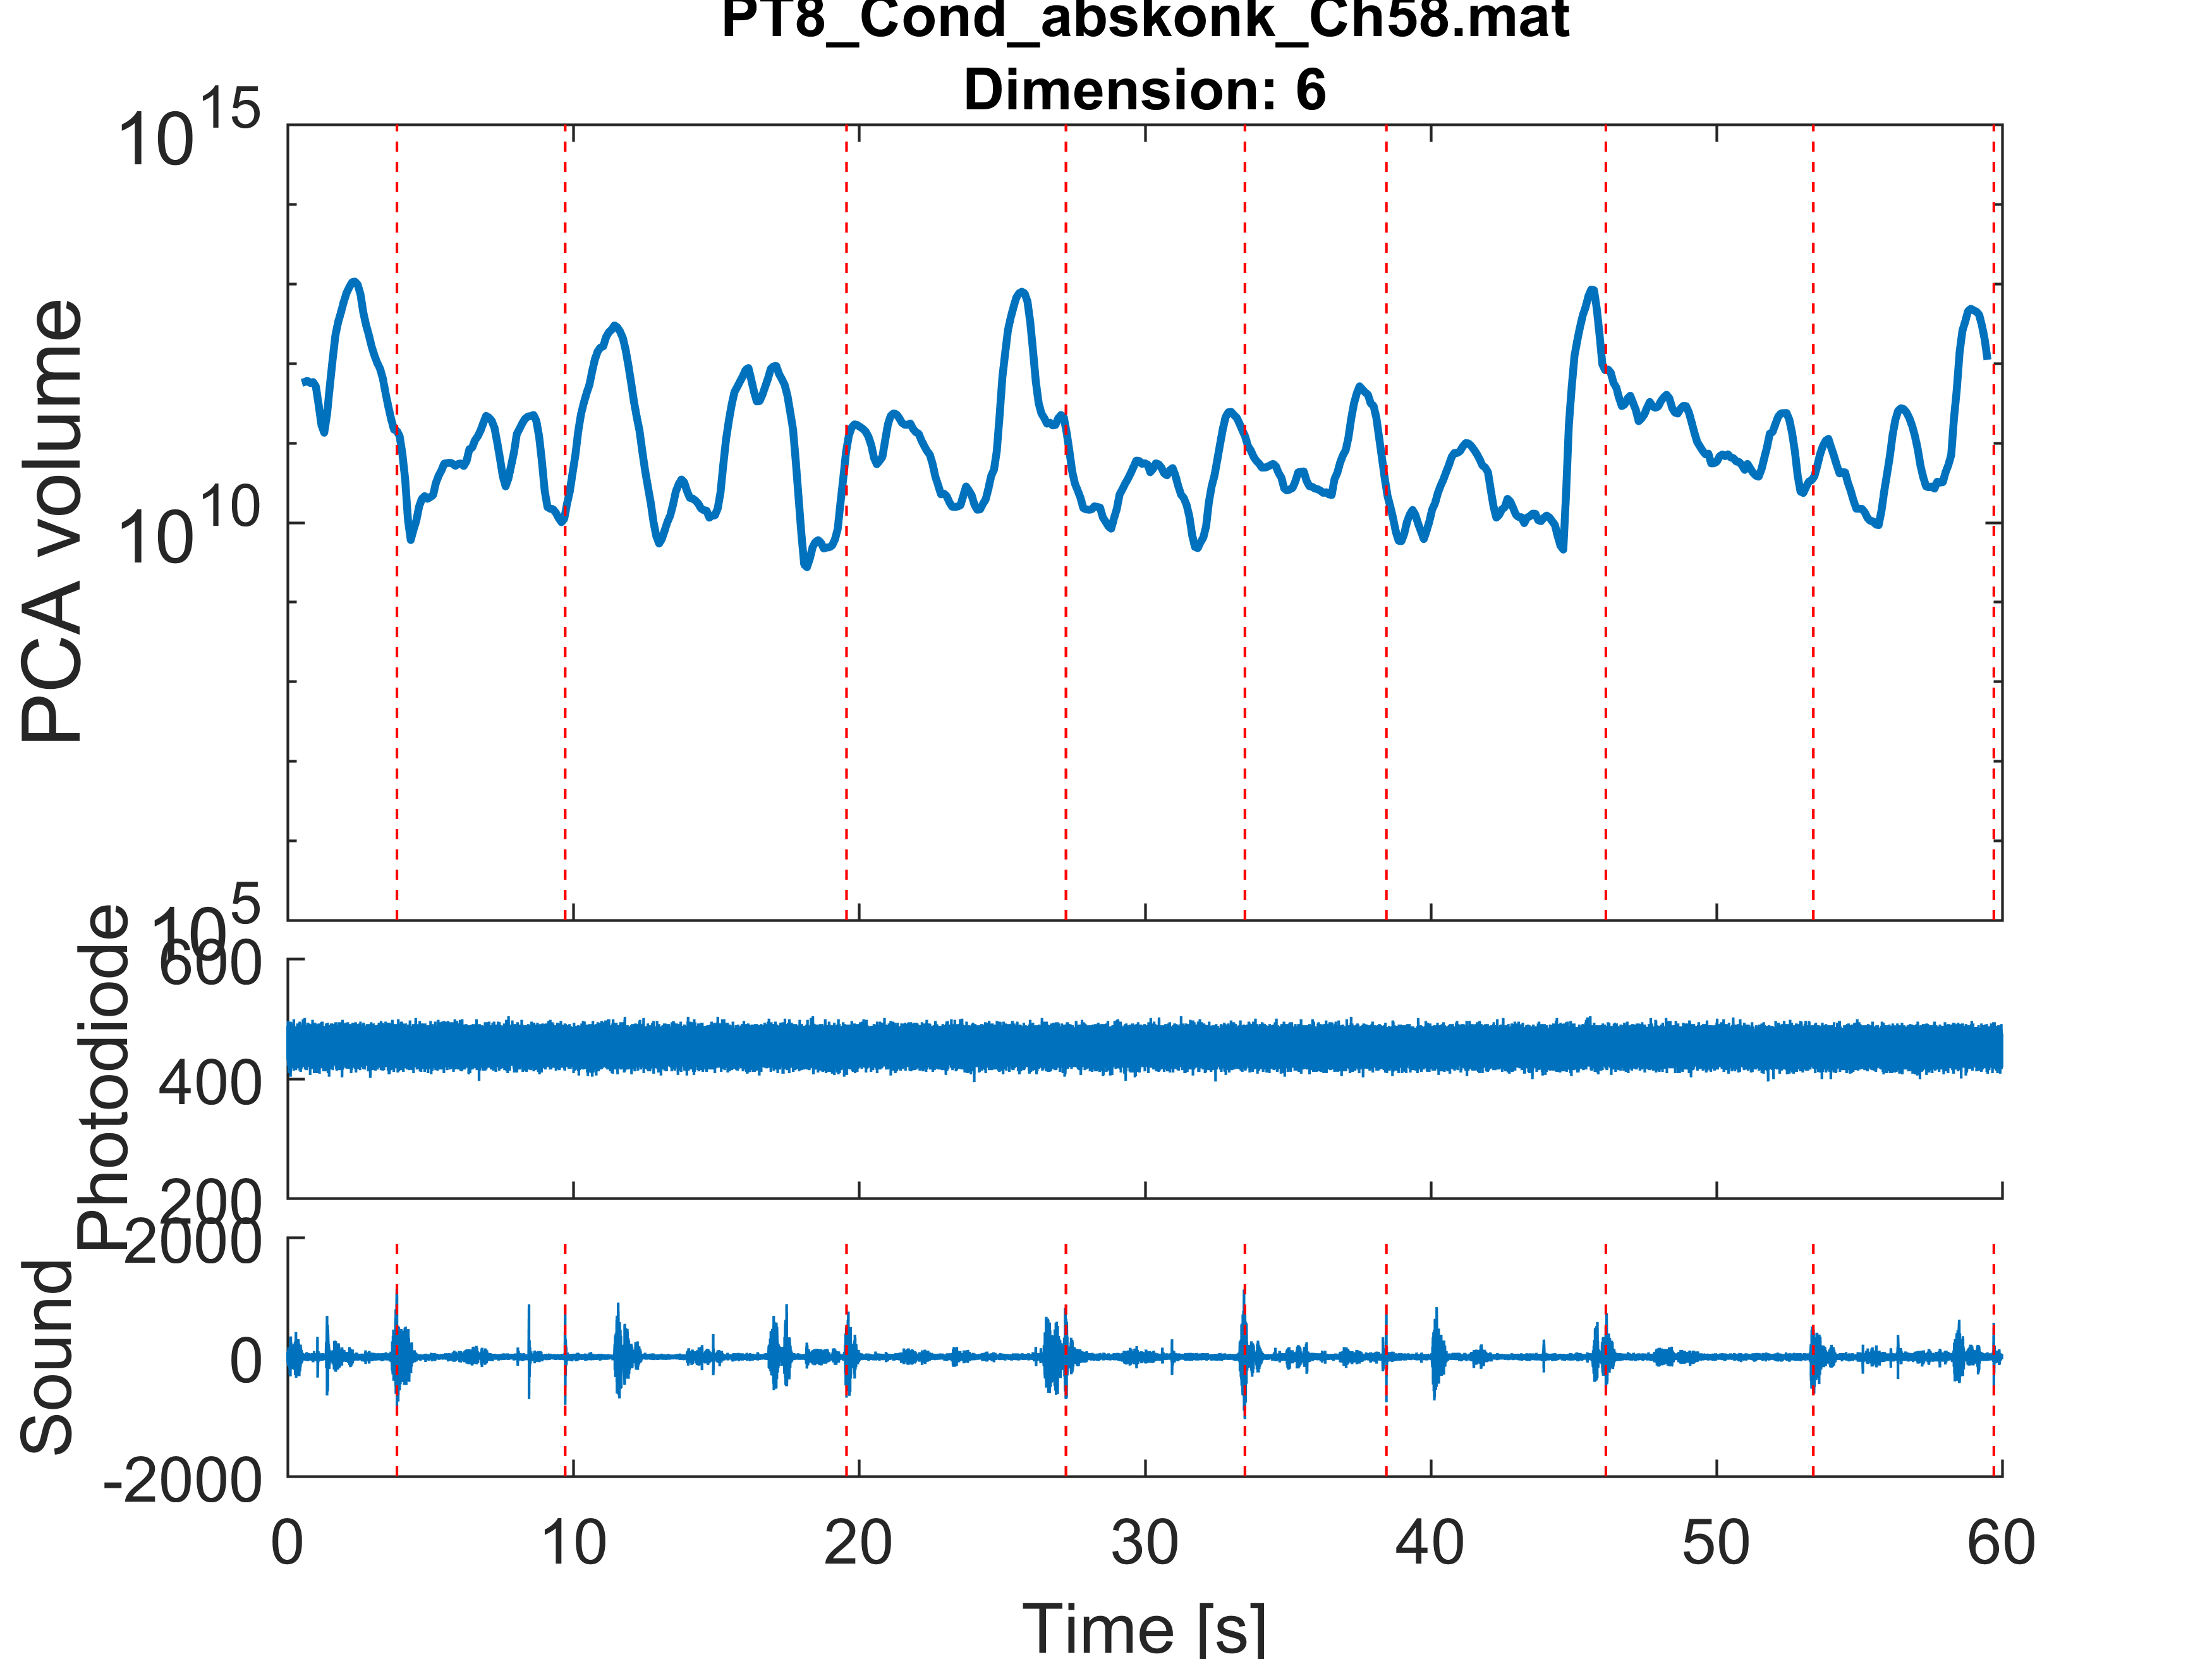 PT8_Cond_abskonk_Ch58.mat
Dimension: 6
10^15
10^10
10^5
PCA volume
600
400
200
Photodiode
2000
0
-2000
Sound
0 10 20 30 40 50 60
Time [s]